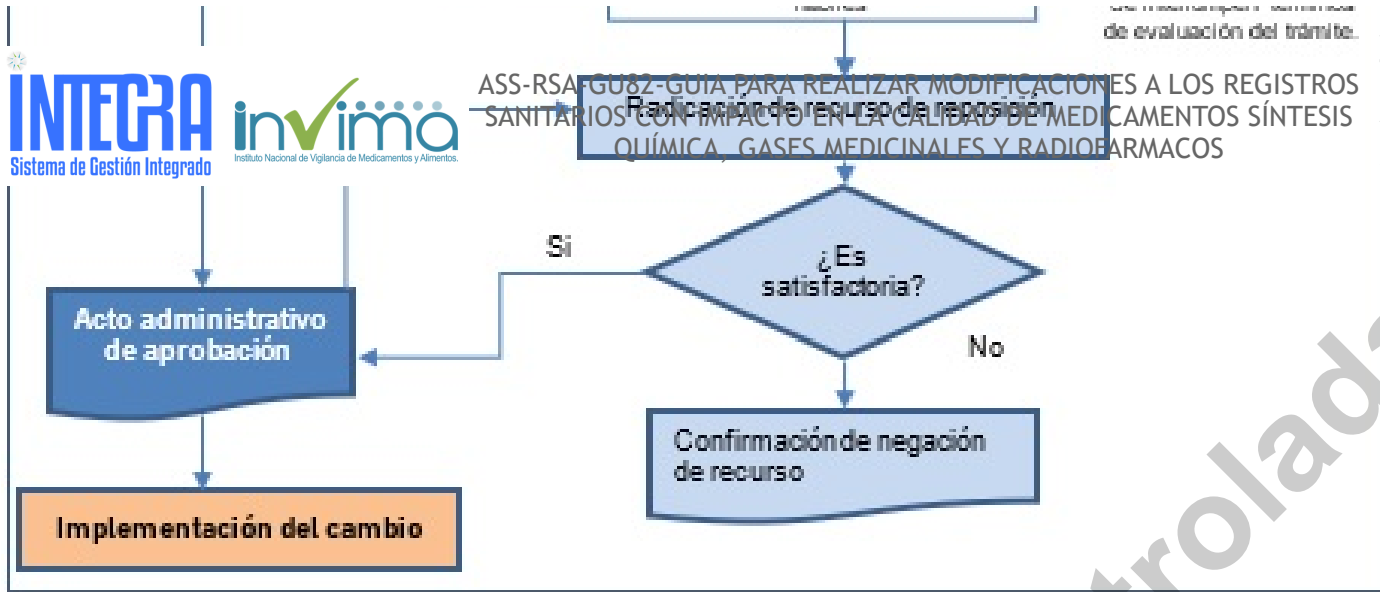 de evaluación del trámite.
INTEGRA
Sistema de Gestión Integrado
invima
Instituto Nacional de Vigilancia de Medicamentos y Alimentos.
ASS-RSA-GU82-GUIA PARA REALIZAR MODIFICACIONES A LOS REGISTROS
SANITARIOS CON IMPACTO EN LA CALIDAD DE MEDICAMENTOS SÍNTESIS
QUÍMICA, GASES MEDICINALES Y RADIOFARMACOS
Radicación de recurso de reposición
Si
¿Es
satisfactoria?
Acto administrativo
de aprobación
No
Confirmación de negación
de recurso
Implementación del cambio